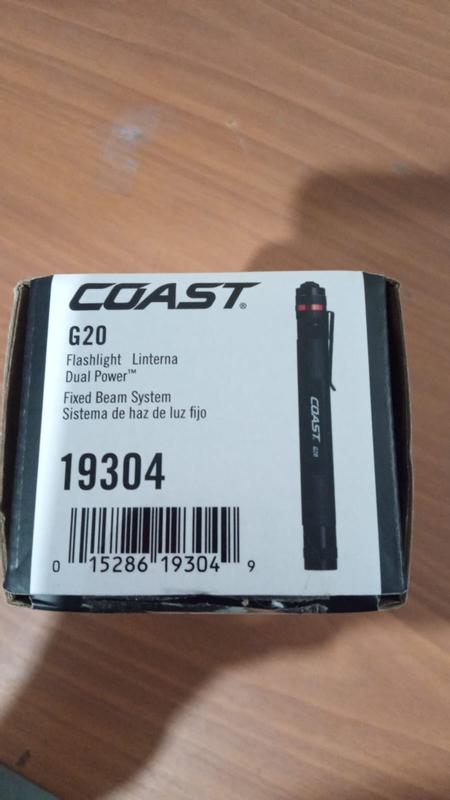 COAST®
G20
Flashlight Linterna
Dual Power™
Fixed Beam System
Sistema de haz de luz fijo
19304
0 15286 19304 9
COAST G20